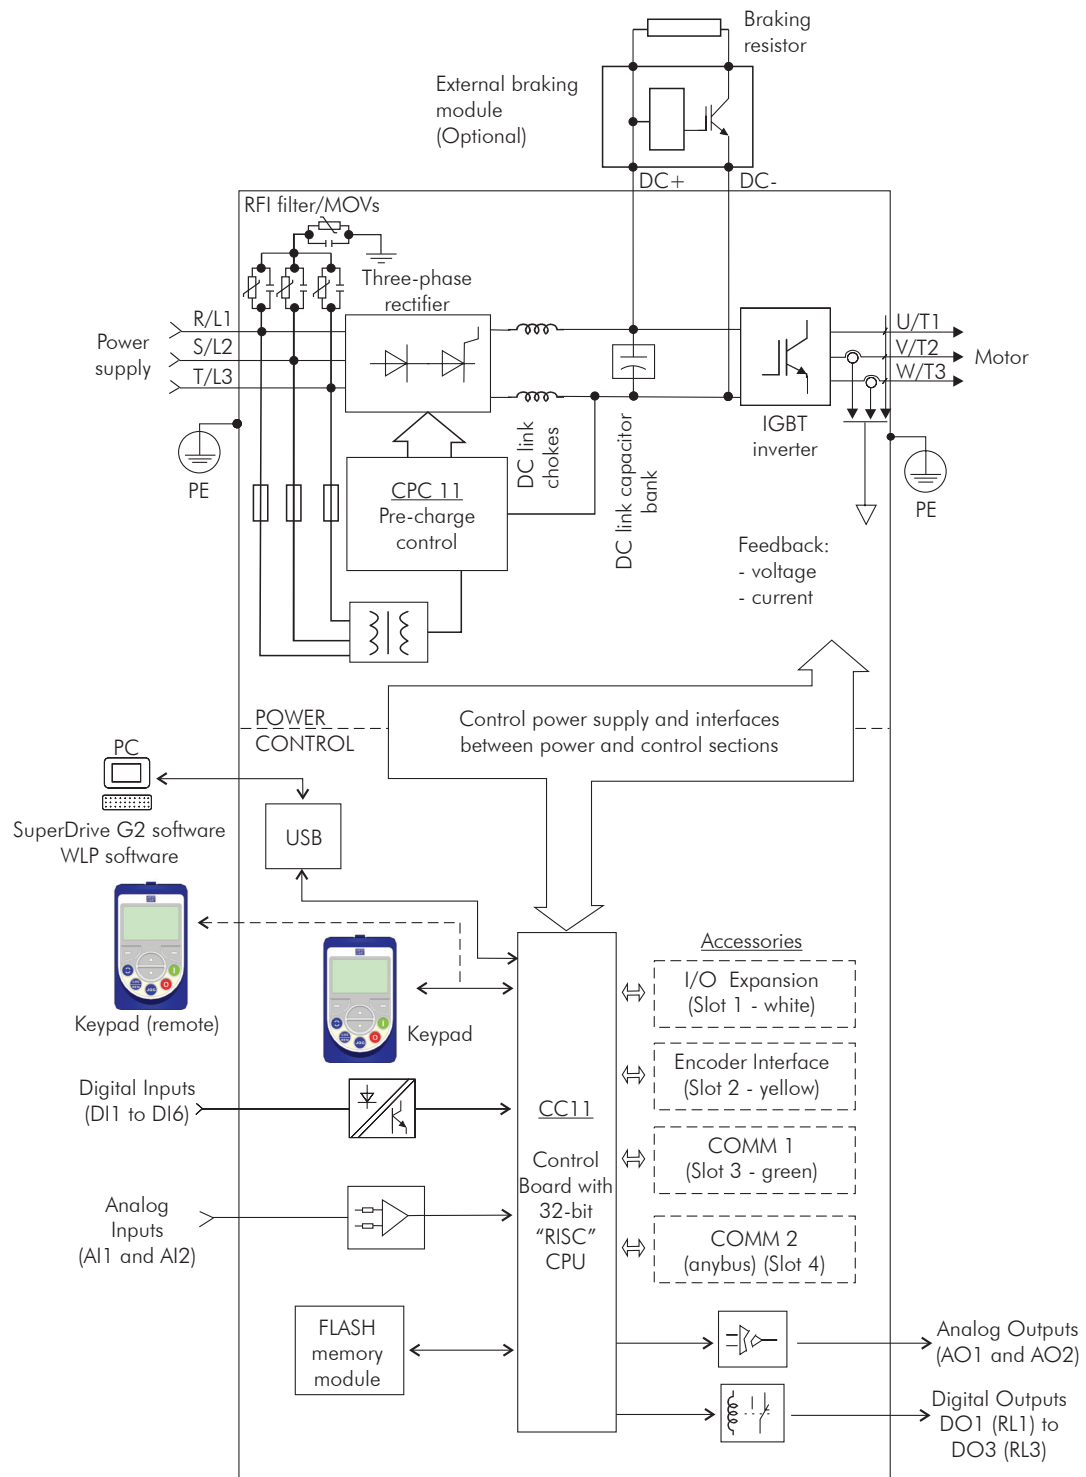 Braking
resistor
External braking
module
(Optional)
DC+
DC-
RFI filter/MOVs
Three-phase
rectifier
R/L1
S/L2
T/L3
Power
supply
U/T1
V/T2
W/T3
Motor
IGBT
inverter
DC link
chokes
DC link capacitor
bank
PE
PE
CPC 11
Pre-charge
control
Feedback:
- voltage
- current
Control power supply and interfaces
between power and control sections
POWER
CONTROL
PC
SuperDrive G2 software
WLP software
USB
Keypad (remote)
Keypad
Accessories
I/O Expansion
(Slot 1 - white)
Encoder Interface
(Slot 2 - yellow)
COMM 1
(Slot 3 - green)
COMM 2
(anybus) (Slot 4)
Digital Inputs
(DI1 to DI6)
CC11
Control
Board with
32-bit
“RISC”
CPU
Analog
Inputs
(AI1 and AI2)
FLASH
memory
module
Analog Outputs
(AO1 and AO2)
Digital Outputs
DO1 (RL1) to
DO3 (RL3)